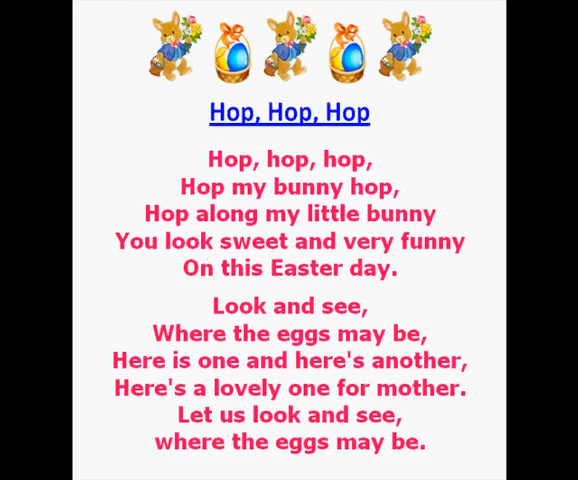 Hop, Hop, Hop
Hop, hop, hop,
Hop my bunny hop,
Hop along my little bunny
You look sweet and very funny
On this Easter day.
Look and see,
Where the eggs may be,
Here is one and here's another,
Here's a lovely one for mother.
Let us look and see,
where the eggs may be.